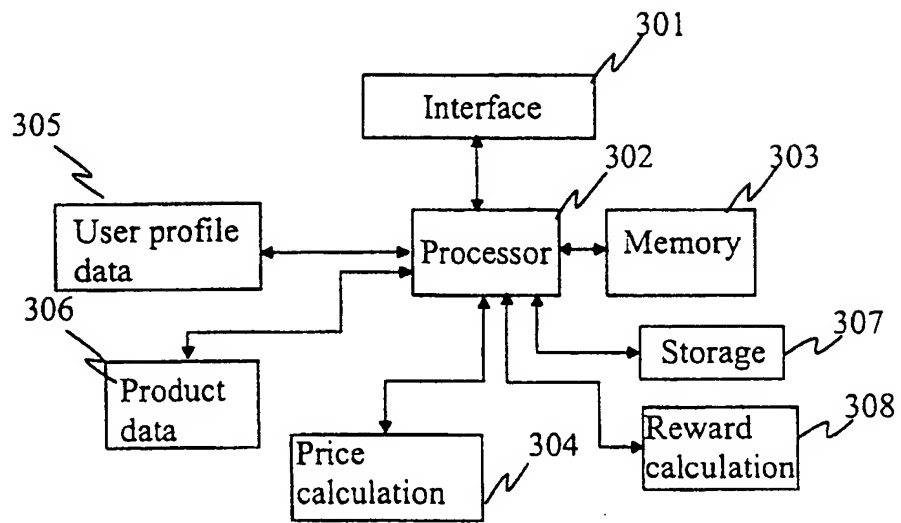 301
Interface
305
302
303
User profile
data
Processor
Memory
306
307
Storage
Product
data
308
Price
calculation
304
Reward
calculation